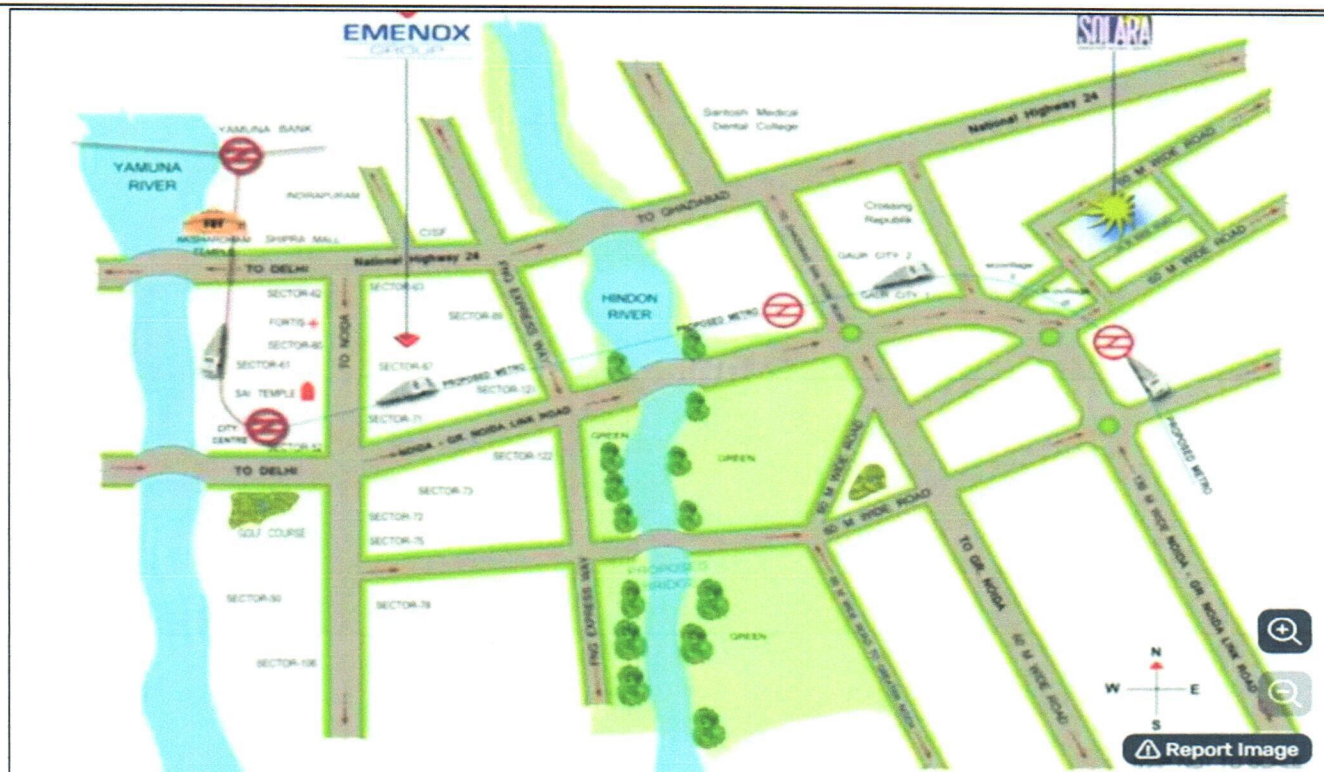 EMENOX
GROUP
SOLARA
YAMUNA BANK
YAMUNA
RIVER
INDIRAPURAM
SHIPRA MALL
CISF
Santosh Medical
Dental College
National Highway 24
TO GHAZIABAD
60 M WIDE ROAD
Crossing
Republik
TO DELHI
National Highway 24
SECTOR-62
SECTOR-63
FORTIS
SECTOR-60
SECTOR-61
SAI TEMPLE
CITY
CENTRE
SECTOR-52
TO NOIDA
SECTOR-67
SECTOR-71
PROPOSED METRO
SECTOR-121
FNG EXPRESS WAY
HINDON
RIVER
PROPOSED METRO
GAUR CITY 2
GAUR CITY 1
60 M WIDE ROAD
NOIDA - GR. NOIDA LINK ROAD
TO DELHI
GOLF COURSE
SECTOR-122
SECTOR-73
SECTOR-72
SECTOR-75
GREEN
GREEN
60 M WIDE ROAD
60 M WIDE ROAD
PROPOSED METRO
PROPOSED
BRIDGE
SECTOR-50
SECTOR-78
FNG EXPRESS WAY
GREEN
TO GR. NOIDA
60 M WIDE ROAD
130 M WIDE NOIDA - GR. NOIDA LINK ROAD
N
W E
S
Report Image